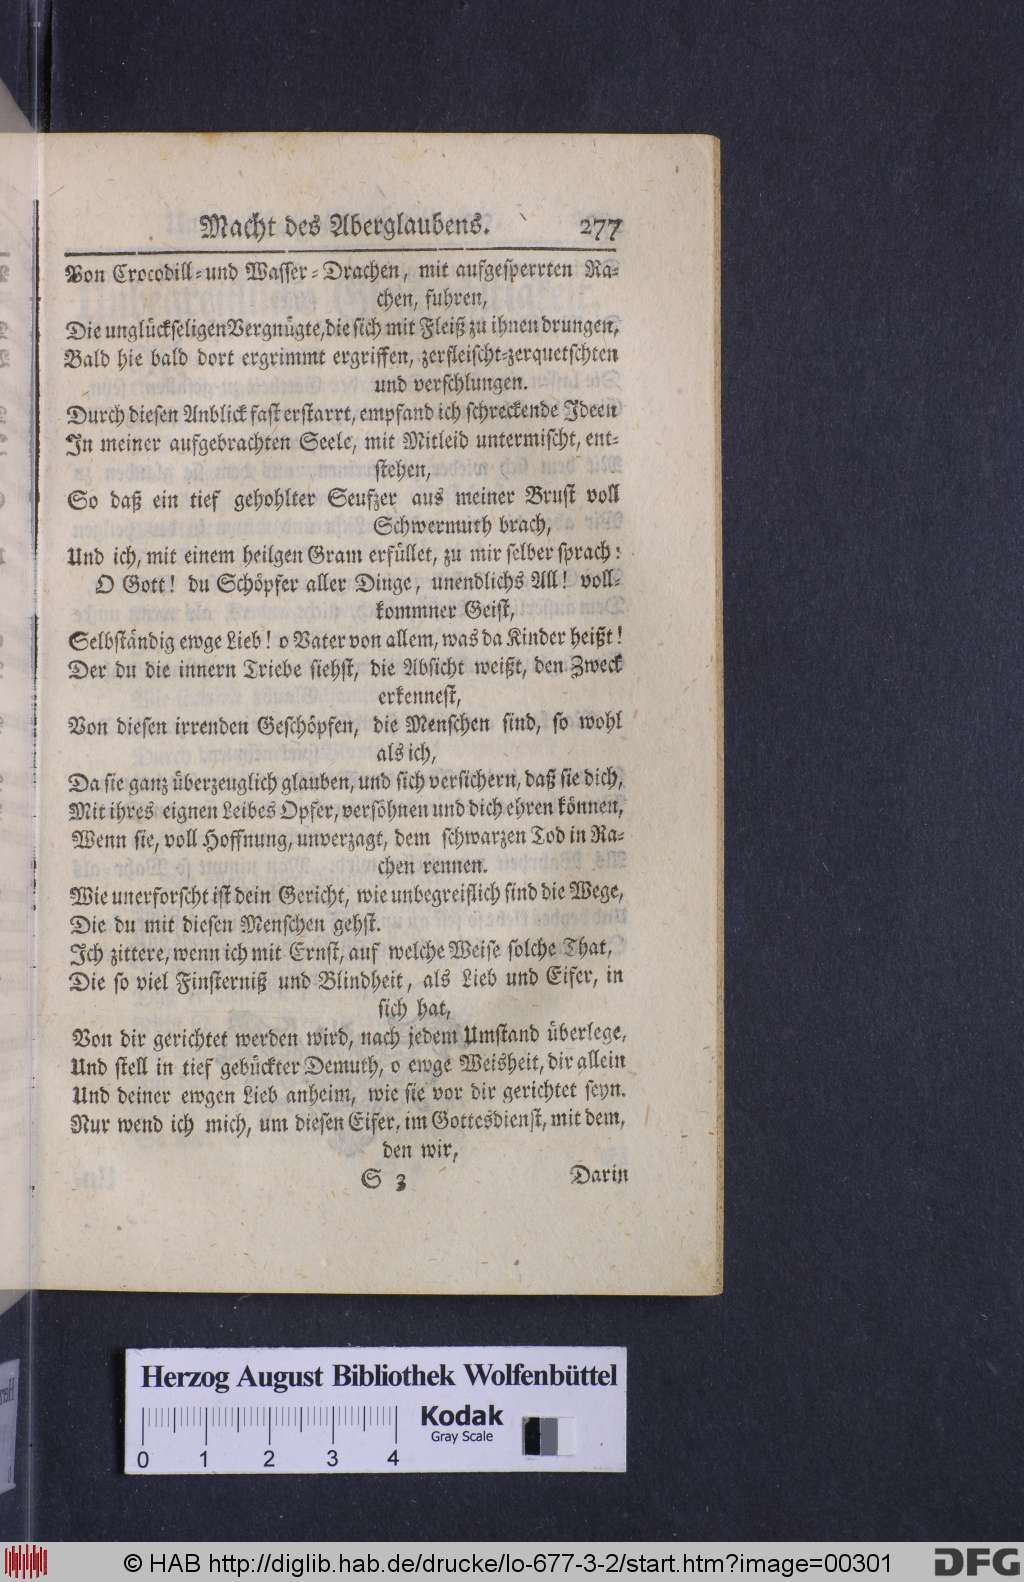 Macht des Aberglaubens. 277
Von Crocodill- und Wasser-Drachen, mit aufgesperrten Ra-
chen, fuhren,
Die unglückseligen Vergnügte, die sich mit Fleiß zu ihnen drungen,
Bald hie bald dort ergrimmt ergriffen, zerfleischt-zerquetschten
und verschlungen.
Durch diesen Anblick fast erstarrt, empfand ich schreckende Ideen
In meiner aufgebrachten Seele, mit Mitleid untermischt, ent-
stehen,
So daß ein tief gehohlter Seufzer aus meiner Brust voll
Schwermuth brach,
Und ich, mit einem heilgen Gram erfüllet, zu mir selber sprach:
O Gott! du Schöpfer aller Dinge, unendlichs All! voll-
kommner Geist,
Selbständig ewge Lieb! o Vater von allem, was da Kinder heißt!
Der du die innern Triebe siehst, die Absicht weißt, den Zweck
erkennest,
Von diesen irrenden Geschöpfen, die Menschen sind, so wohl
als ich,
Da sie ganz überzeuglich glauben, und sich versichern, daß sie dich,
Mit ihres eignen Leibes Opfer, versöhnen und dich ehren können,
Wenn sie, voll Hoffnung, unverzagt, dem schwarzen Tod in Ra-
chen rennen.
Wie unerforscht ist dein Gericht, wie unbegreiflich sind die Wege,
Die du mit diesen Menschen gehst.
Ich zittere, wenn ich mit Ernst, auf welche Weise solche That,
Die so viel Finsterniß und Blindheit, als Lieb und Eifer, in
sich hat,
Von dir gerichtet werden wird, nach jedem Umstand überlege,
Und stell in tief gebückter Demuth, o ewge Weisheit, dir allein
Und deiner ewgen Lieb anheim, wie sie vor dir gerichtet seyn.
Nur wend ich mich, um diesen Eifer, im Gottesdienst, mit dem,
den wir,
S 3 Darin
Herzog August Bibliothek Wolfenbüttel
Kodak
Gray Scale
0 1 2 3 4
© HAB http://diglib.hab.de/drucke/lo-677-3-2/start.htm?image=00301
DFG